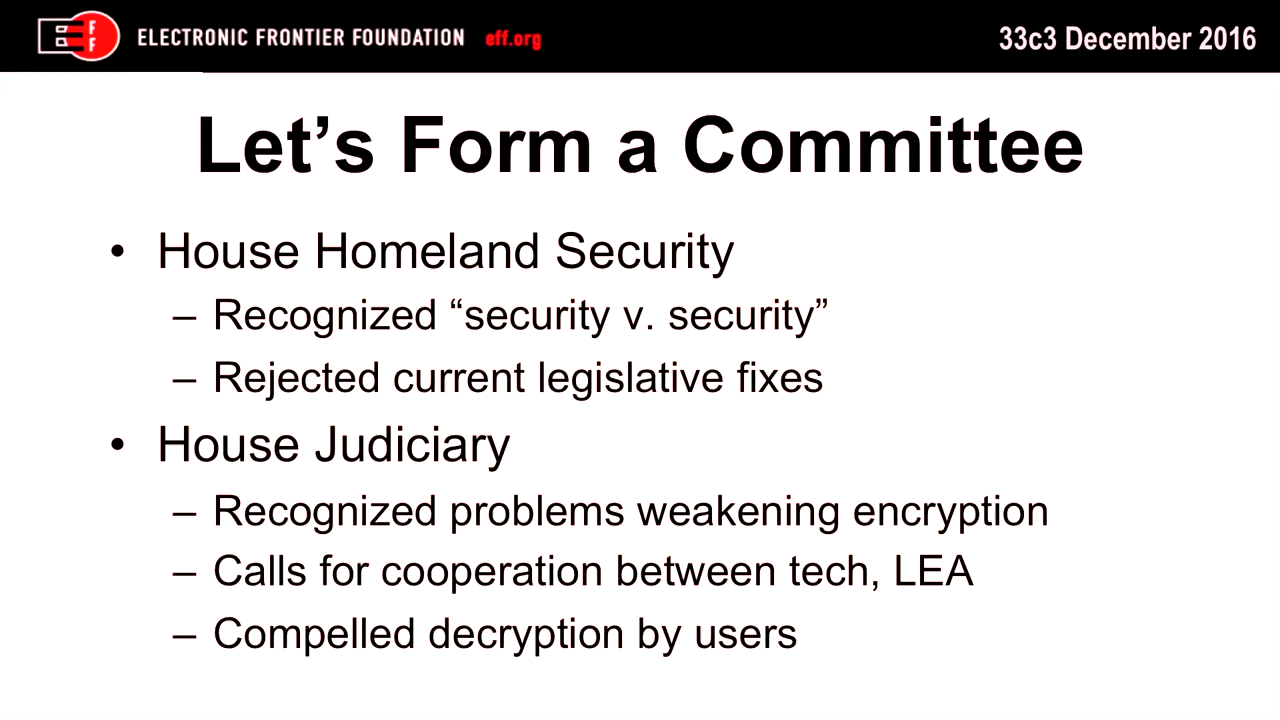 EFF ELECTRONIC FRONTIER FOUNDATION eff.org 33c3 December 2016
Let’s Form a Committee
• House Homeland Security
– Recognized “security v. security”
– Rejected current legislative fixes
• House Judiciary
– Recognized problems weakening encryption
– Calls for cooperation between tech, LEA
– Compelled decryption by users